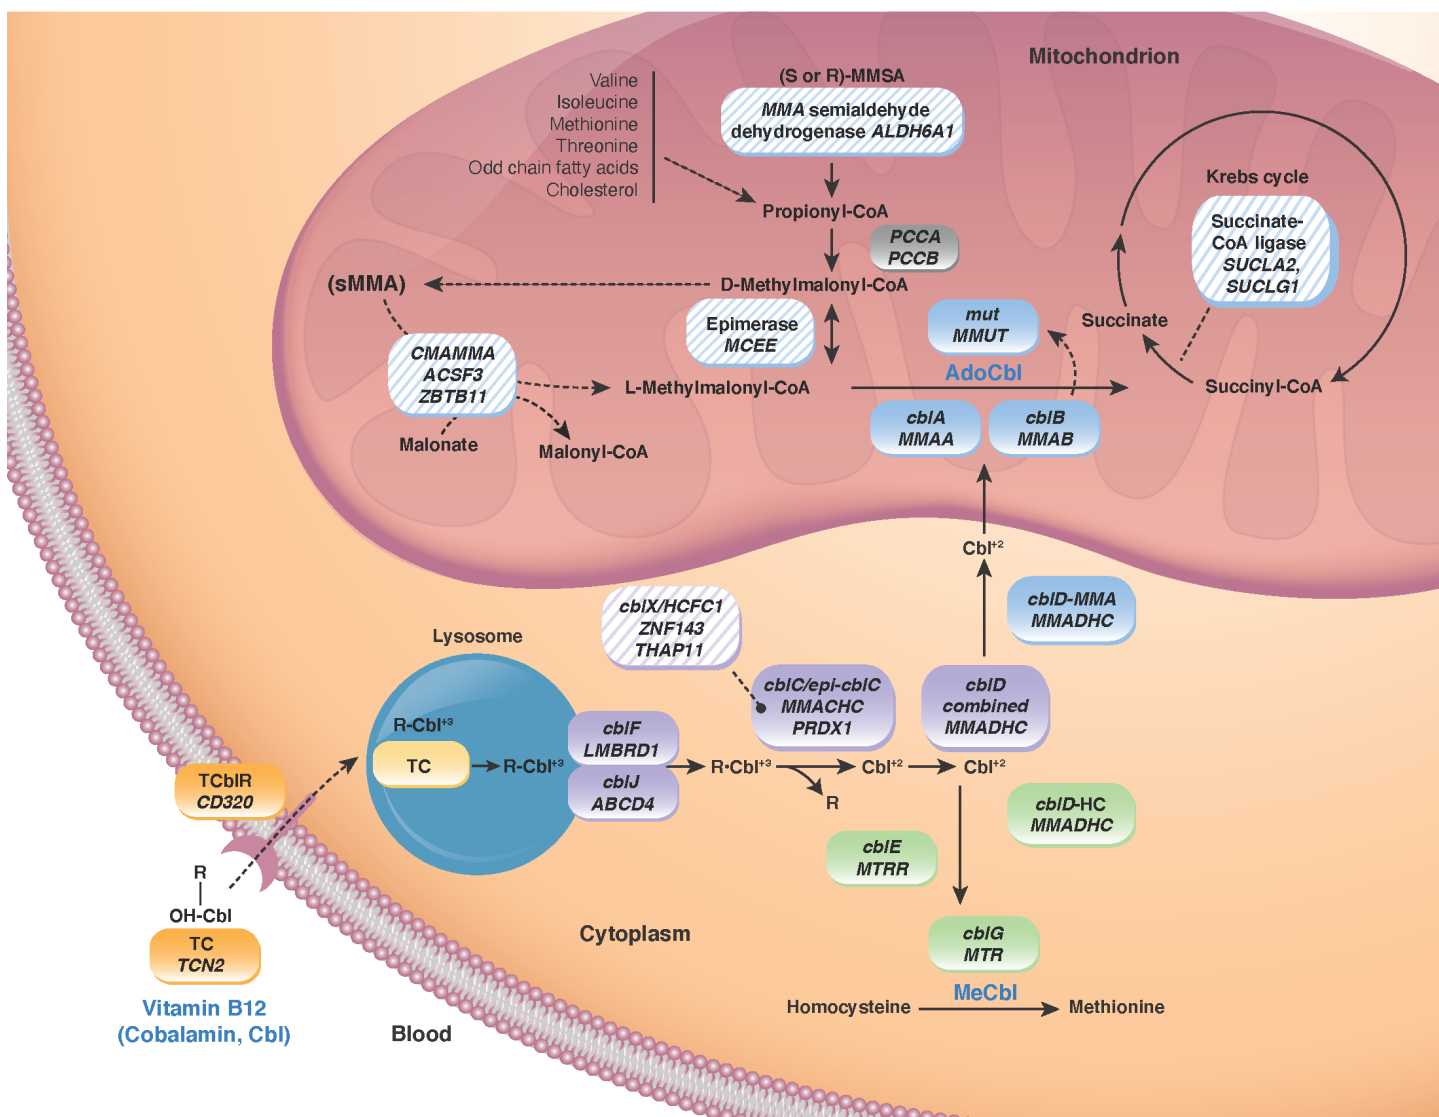 Mitochondrion
Valine
Isoleucine
Methionine
Threonine
Odd chain fatty acids
Cholesterol
(S or R)-MMSA
MMA semialdehyde
dehydrogenase ALDH6A1
Propionyl-CoA
PCCA
PCCB
D-Methylmalonyl-CoA
(sMMA)
Epimerase
MCEE
CMAMMA
ACSF3
ZBTB11
L-Methylmalonyl-CoA
Malonate
Malonyl-CoA
mut
MMUT
AdoCbl
cblA
MMAA
cblB
MMAB
Krebs cycle
Succinate-
CoA ligase
SUCLA2,
SUCLG1
Succinate
Succinyl-CoA
Cbl+2
cblD-MMA
MMADHC
cblX/HCFC1
ZNF143
THAP11
Lysosome
cblC/epi-cblC
MMACHC
PRDX1
cblD
combined
MMADHC
R-Cbl+3
TC
R-Cbl+3
cblF
LMBRD1
cblJ
ABCD4
R•Cbl+3
R
Cbl+2
Cbl+2
TCblR
CD320
cblD-HC
MMADHC
cblE
MTRR
cblG
MTR
MeCbl
Homocysteine
Methionine
R
OH-Cbl
TC
TCN2
Vitamin B12
(Cobalamin, Cbl)
Cytoplasm
Blood